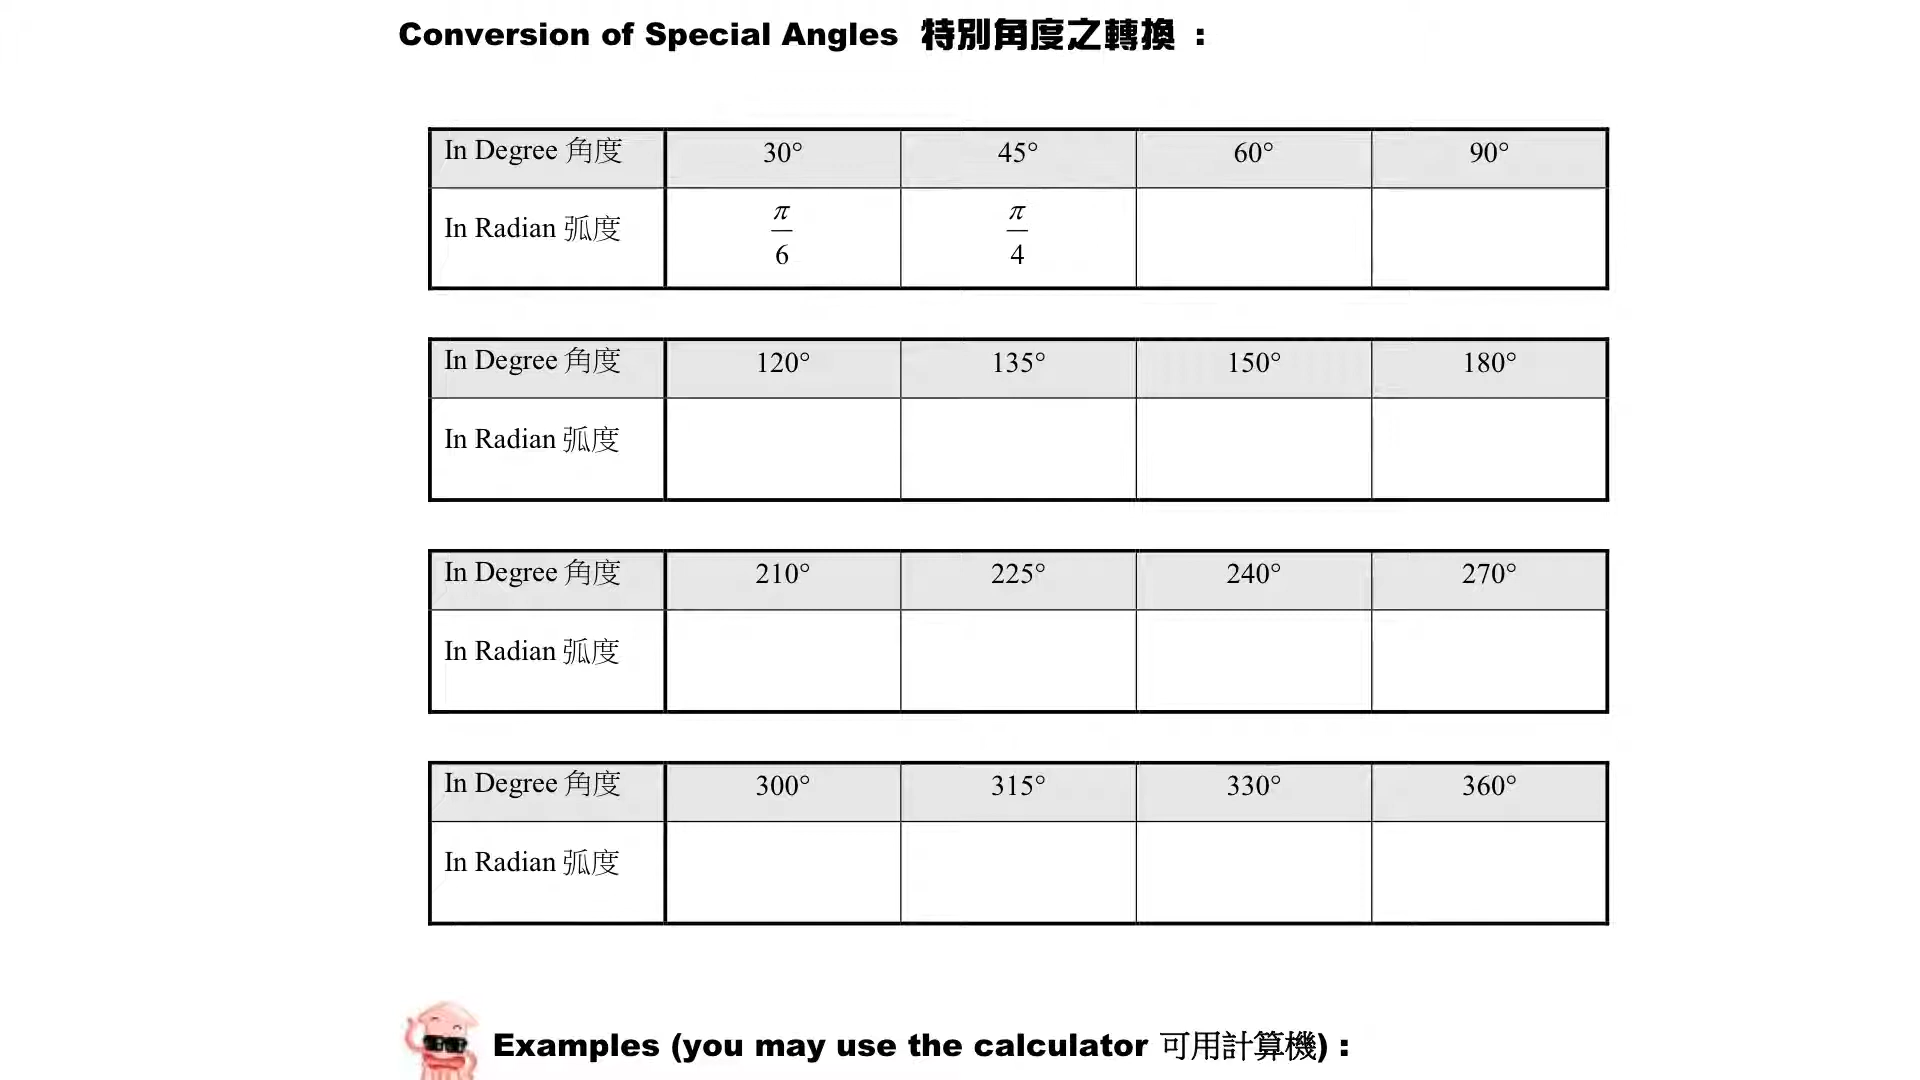 Conversion of Special Angles 特別角度之轉換 :
In Degree 角度 30° 45° 60° 90°
In Radian 弧度 π/6 π/4
In Degree 角度 120° 135° 150° 180°
In Radian 弧度
In Degree 角度 210° 225° 240° 270°
In Radian 弧度
In Degree 角度 300° 315° 330° 360°
In Radian 弧度
Examples (you may use the calculator 可用計算機) :